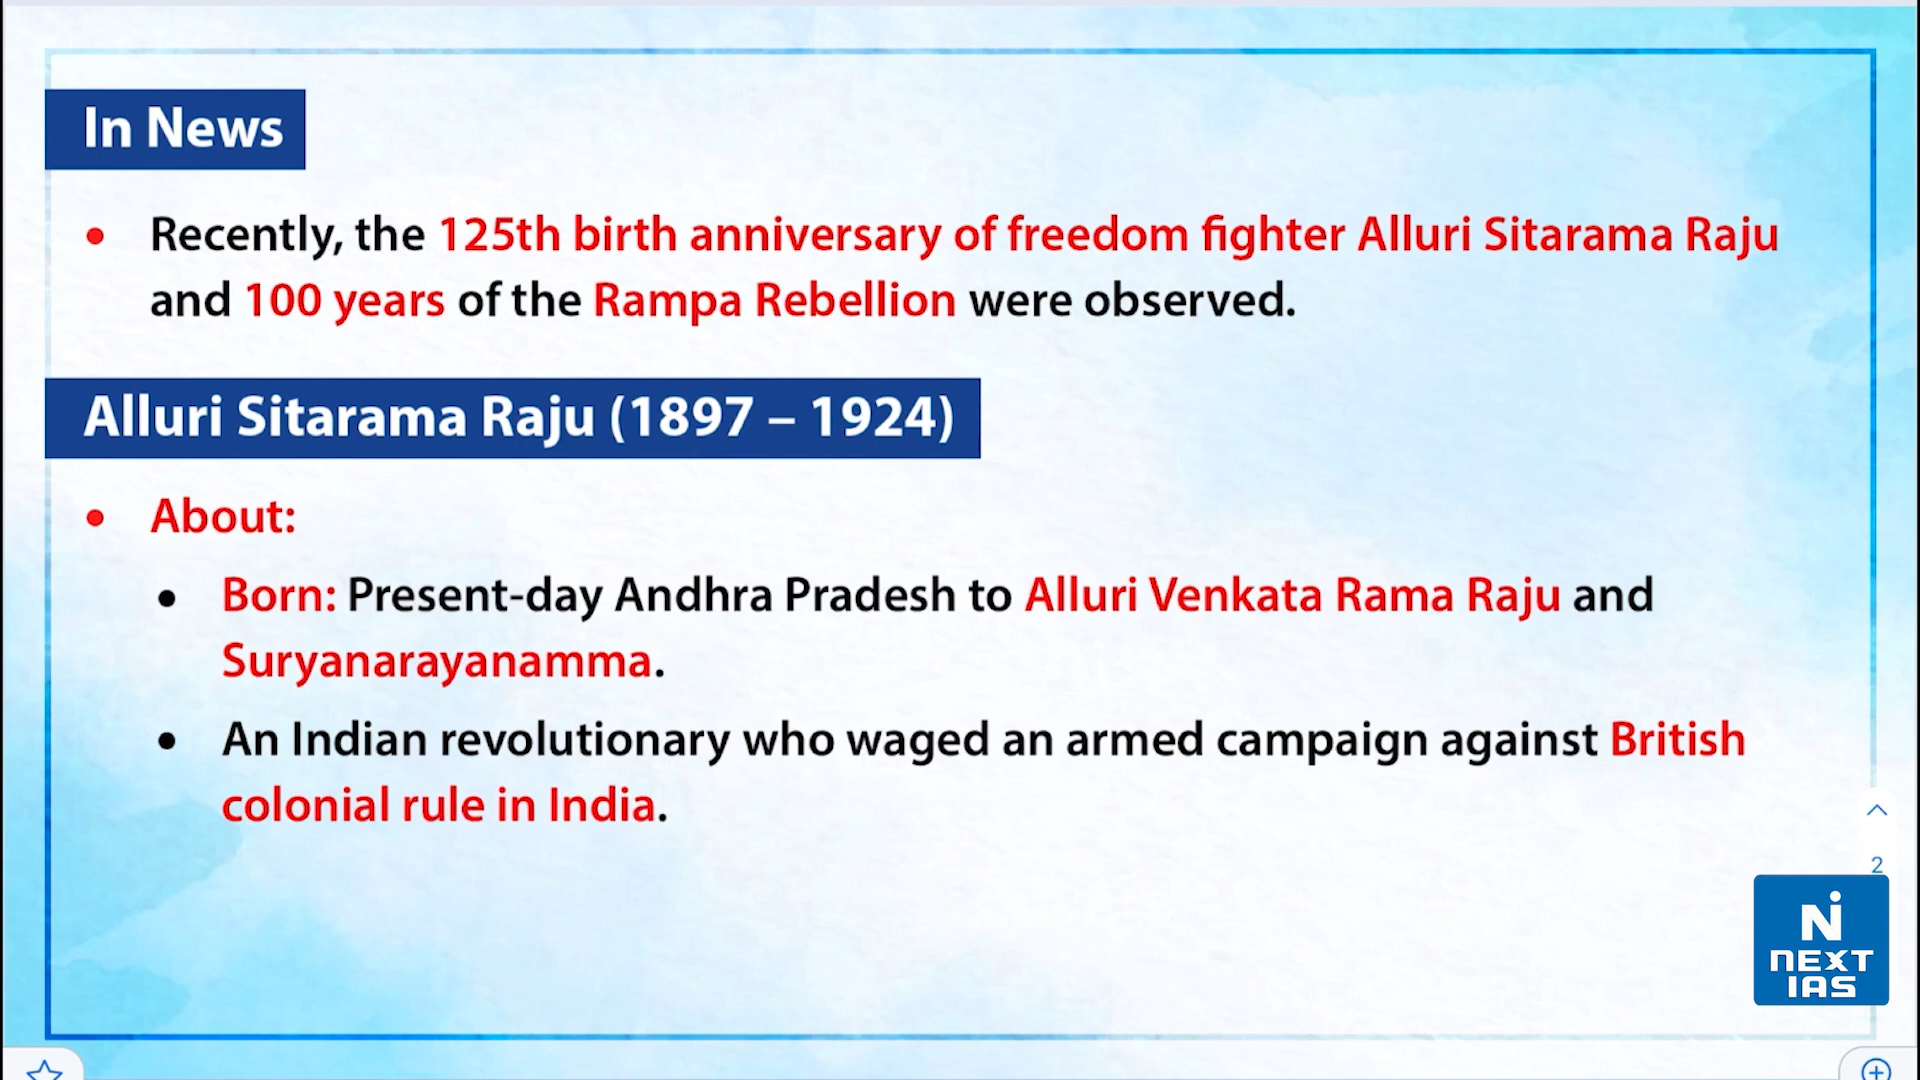 In News
• Recently, the 125th birth anniversary of freedom fighter Alluri Sitarama Raju
and 100 years of the Rampa Rebellion were observed.
Alluri Sitarama Raju (1897 – 1924)
• About:
• Born: Present-day Andhra Pradesh to Alluri Venkata Rama Raju and
Suryanarayanamma.
• An Indian revolutionary who waged an armed campaign against British
colonial rule in India.
2
N
NEXT
IAS